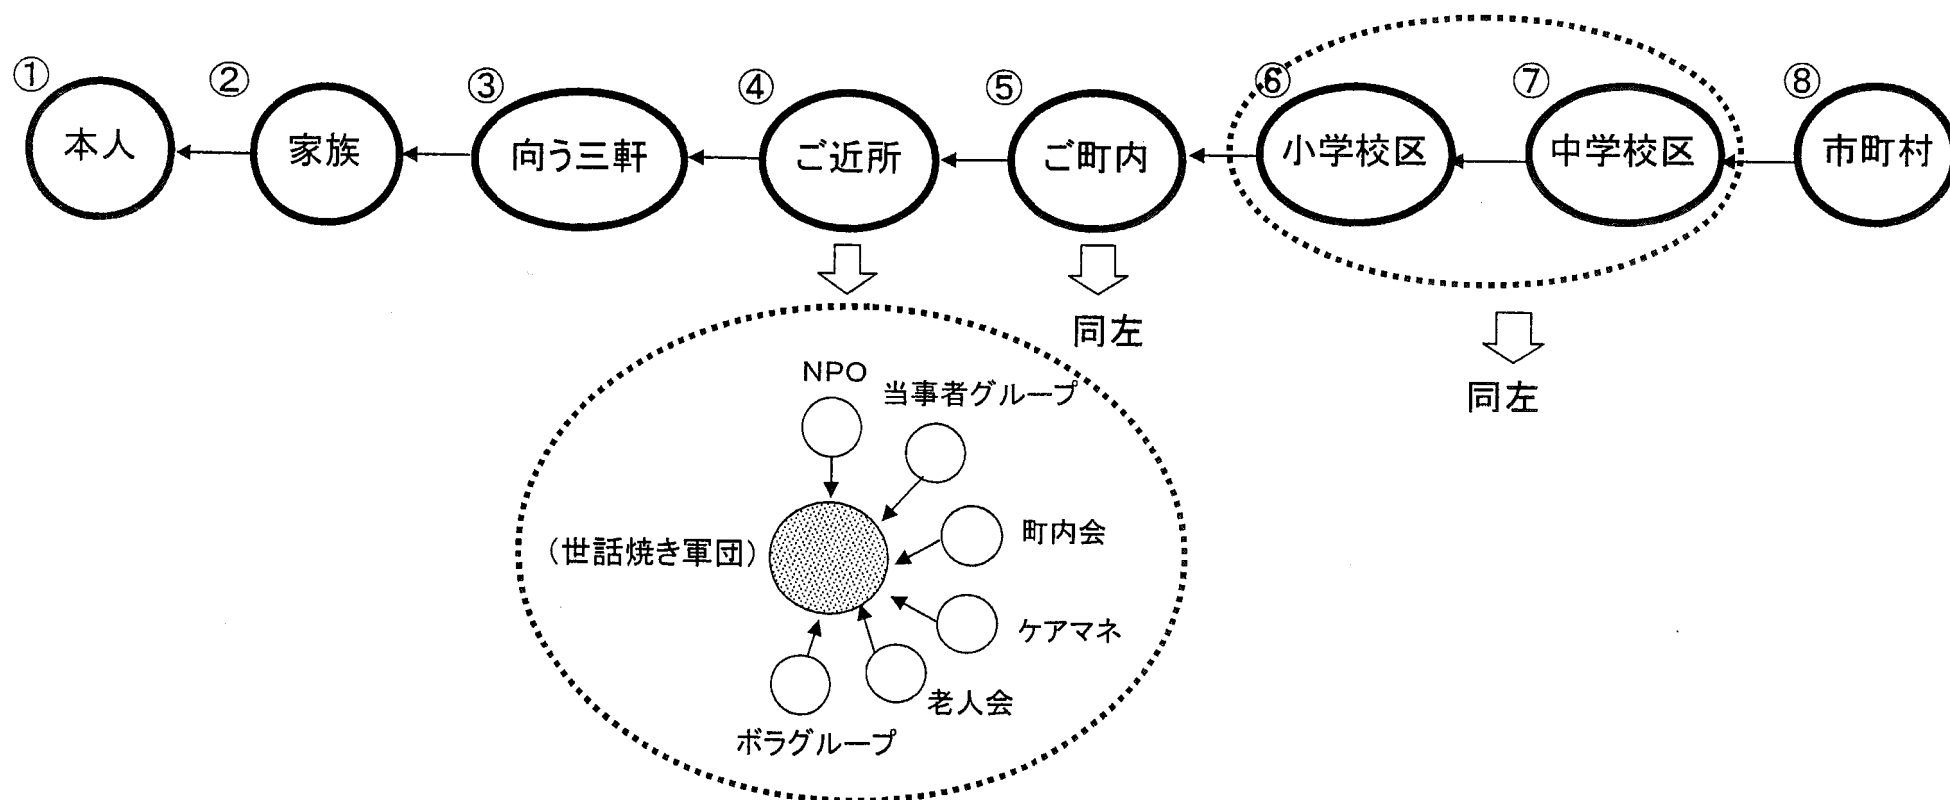 ① 本人
② 家族
③ 向う三軒
④ ご近所
⑤ ご町内
⑥ 小学校区
⑦ 中学校区
⑧ 市町村
同左
同左
NPO
当事者グループ
町内会
(世話焼き軍団)
ケアマネ
老人会
ボラグループ